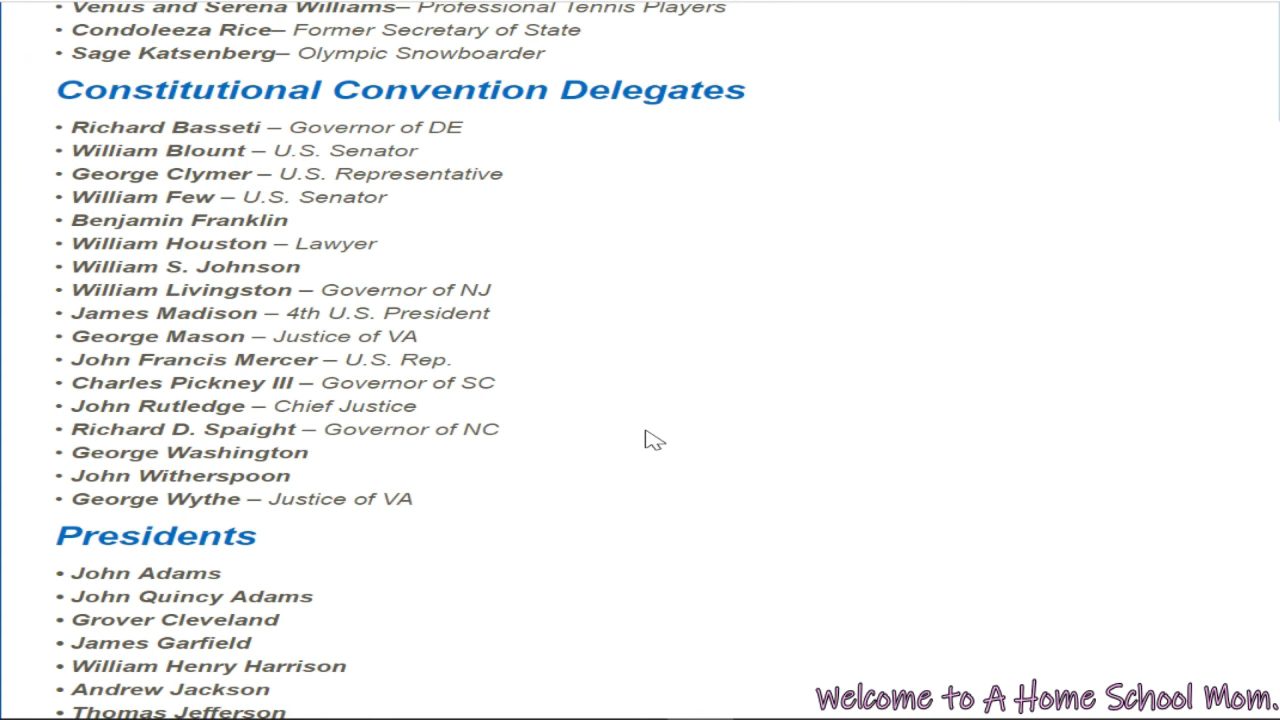 • Venus and Serena Williams– Professional Tennis Players
• Condoleeza Rice– Former Secretary of State
• Sage Katsenberg– Olympic Snowboarder
Constitutional Convention Delegates
• Richard Basseti – Governor of DE
• William Blount – U.S. Senator
• George Clymer – U.S. Representative
• William Few – U.S. Senator
• Benjamin Franklin
• William Houston – Lawyer
• William S. Johnson
• William Livingston – Governor of NJ
• James Madison – 4th U.S. President
• George Mason – Justice of VA
• John Francis Mercer – U.S. Rep.
• Charles Pickney III – Governor of SC
• John Rutledge – Chief Justice
• Richard D. Spaight – Governor of NC
• George Washington
• John Witherspoon
• George Wythe – Justice of VA
Presidents
• John Adams
• John Quincy Adams
• Grover Cleveland
• James Garfield
• William Henry Harrison
• Andrew Jackson
• Thomas Jefferson
welcome to A Home School Mom.